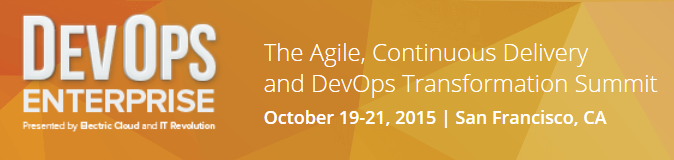 DEVOPS
ENTERPRISE
Presented by Electric Cloud and IT Revolution
The Agile, Continuous Delivery
and DevOps Transformation Summit
October 19-21, 2015 | San Francisco, CA